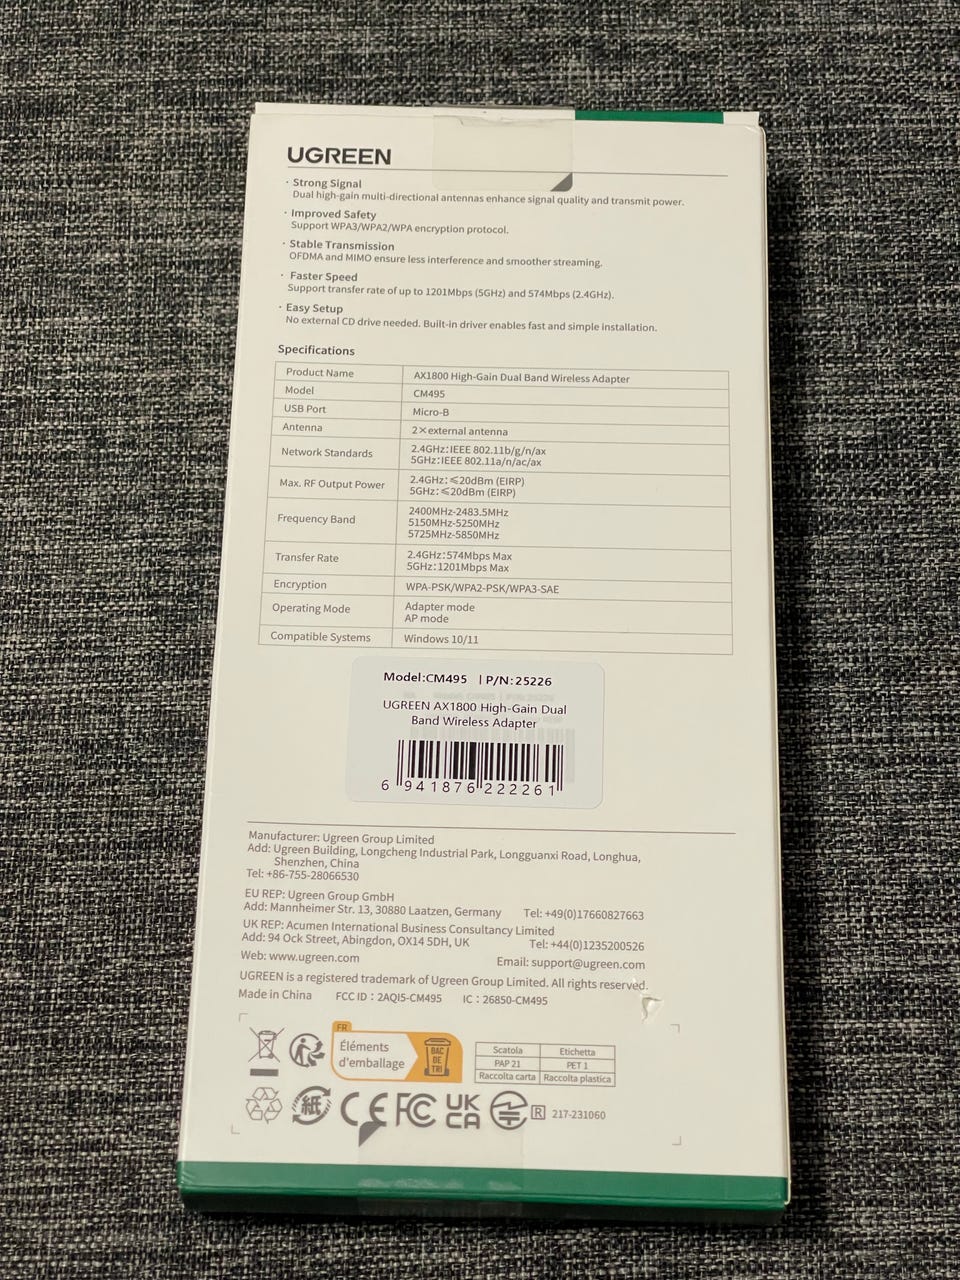 UGREEN
· Strong Signal
Dual high-gain multi-directional antennas enhance signal quality and transmit power.
· Improved Safety
Support WPA3/WPA2/WPA encryption protocol.
· Stable Transmission
OFDMA and MIMO ensure less interference and smoother streaming.
· Faster Speed
Support transfer rate of up to 1201Mbps (5GHz) and 574Mbps (2.4GHz).
· Easy Setup
No external CD drive needed. Built-in driver enables fast and simple installation.
Specifications
Product Name AX1800 High-Gain Dual Band Wireless Adapter
Model CM495
USB Port Micro-B
Antenna 2×external antenna
Network Standards 2.4GHz:IEEE 802.11b/g/n/ax
5GHz:IEEE 802.11a/n/ac/ax
Max. RF Output Power 2.4GHz:⩽20dBm (EIRP)
5GHz:⩽20dBm (EIRP)
Frequency Band 2400MHz-2483.5MHz
5150MHz-5250MHz
5725MHz-5850MHz
Transfer Rate 2.4GHz:574Mbps Max
5GHz:1201Mbps Max
Encryption WPA-PSK/WPA2-PSK/WPA3-SAE
Operating Mode Adapter mode
AP mode
Compatible Systems Windows 10/11
Model:CM495 | P/N:25226
UGREEN AX1800 High-Gain Dual
Band Wireless Adapter
6 941876 222261
Manufacturer: Ugreen Group Limited
Add: Ugreen Building, Longcheng Industrial Park, Longguanxi Road, Longhua,
Shenzhen, China
Tel: +86-755-28066530
EU REP: Ugreen Group GmbH
Add: Mannheimer Str. 13, 30880 Laatzen, Germany Tel: +49(0)17660827663
UK REP: Acumen International Business Consultancy Limited
Add: 94 Ock Street, Abingdon, OX14 5DH, UK Tel: +44(0)1235200526
Web: www.ugreen.com Email: support@ugreen.com
UGREEN is a registered trademark of Ugreen Group Limited. All rights reserved.
Made in China FCC ID：2AQI5-CM495 IC：26850-CM495
FR
Éléments
d'emballage
BAC
DE
TRI
Scatola Etichetta
PAP 21 PET 1
Raccolta carta Raccolta plastica
紙 CE FC UK
CA R 217-231060